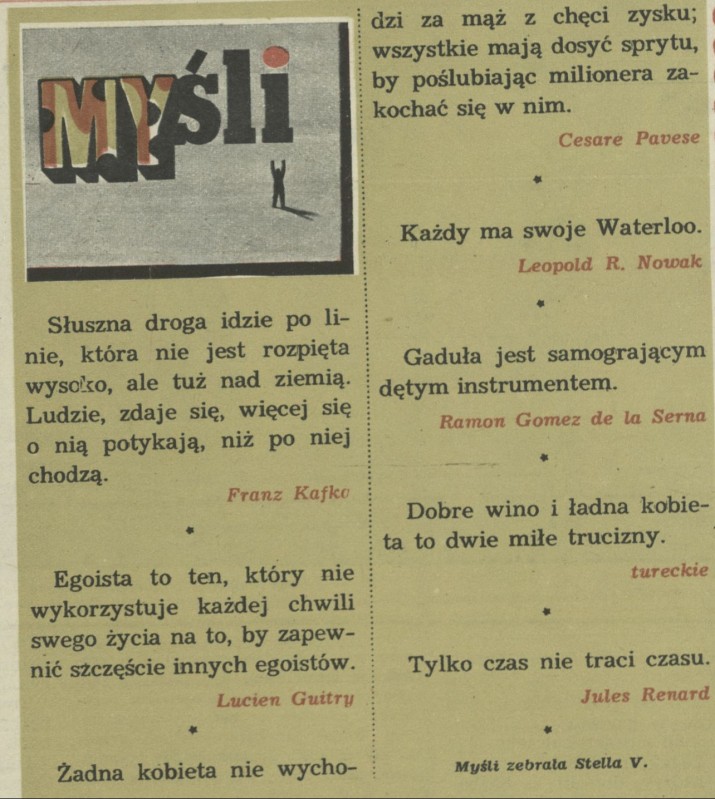 Myśli
Słuszna droga idzie po li-
nie, która nie jest rozpięta
wysoko, ale tuż nad ziemią.
Ludzie, zdaje się, więcej się
o nią potykają, niż po niej
chodzą.
Franz Kafka
Egoista to ten, który nie
wykorzystuje każdej chwili
swego życia na to, by zapew-
nić szczęście innych egoistów.
Lucien Guitry
Żadna kobieta nie wycho-
dzi za mąż z chęci zysku;
wszystkie mają dosyć sprytu,
by poślubiając milionera za-
kochać się w nim.
Cesare Pavese
Każdy ma swoje Waterloo.
Leopold R. Nowak
Gaduła jest samogrającym
dętym instrumentem.
Ramon Gomez de la Serna
Dobre wino i ładna kobie-
ta to dwie miłe trucizny.
tureckie
Tylko czas nie traci czasu.
Jules Renard
Myśli zebrała Stella V.